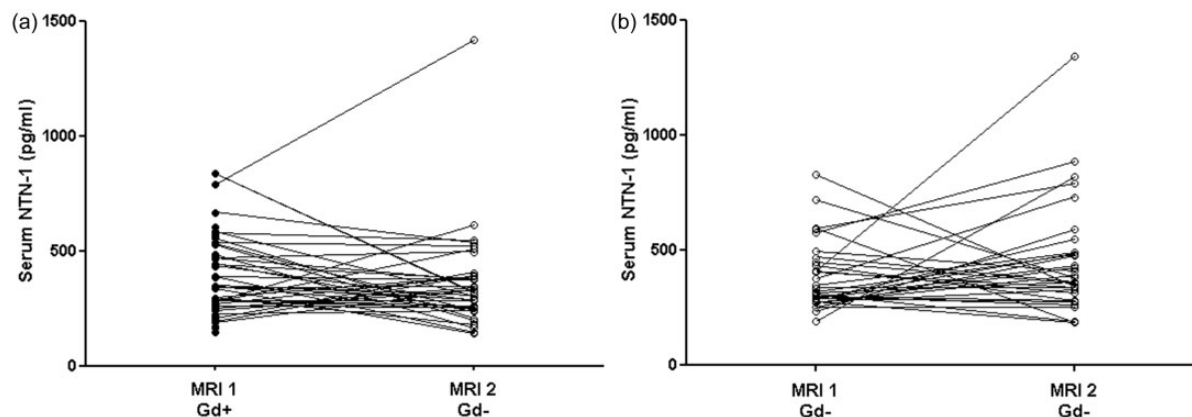 (a)
1500
1000
500
0
Serum NTN-1 (pg/ml)
MRI 1
Gd+
MRI 2
Gd-
(b)
1500
1000
500
0
Serum NTN-1 (pg/ml)
MRI 1
Gd-
MRI 2
Gd-